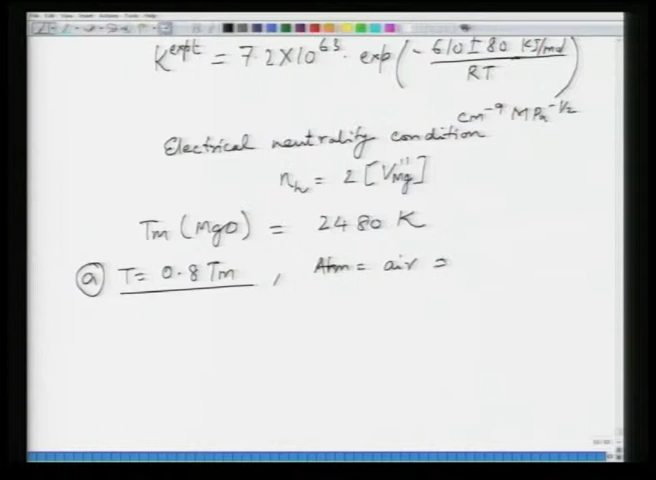 K^expt = 7.2 X 10^63 . exp ( - 610 ± 80 KJ/mol / RT )
cm^-9 MPa^-1/2
Electrical neutrality condition
n_h = 2 [V_Mg'']
Tm (MgO) = 2480 K
(a) T = 0.8 Tm , Atm = air =